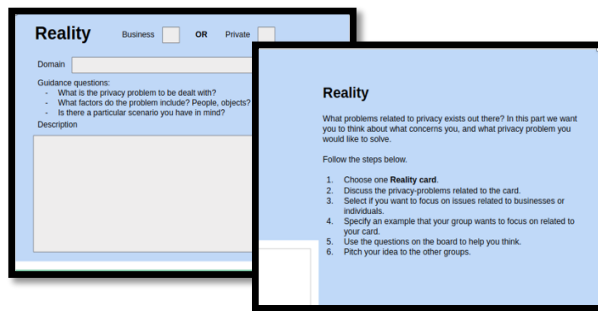 Reality
Business OR Private
Domain
Guidance questions:
- What is the privacy problem to be dealt with?
- What factors do the problem include? People, objects?
- Is there a particular scenario you have in mind?
Description
Reality
What problems related to privacy exists out there? In this part we want
you to think about what concerns you, and what privacy problem you
would like to solve.
Follow the steps below.
1. Choose one Reality card.
2. Discuss the privacy-problems related to the card.
3. Select if you want to focus on issues related to businesses or
individuals.
4. Specify an example that your group wants to focus on related to
your card.
5. Use the questions on the board to help you think.
6. Pitch your idea to the other groups.